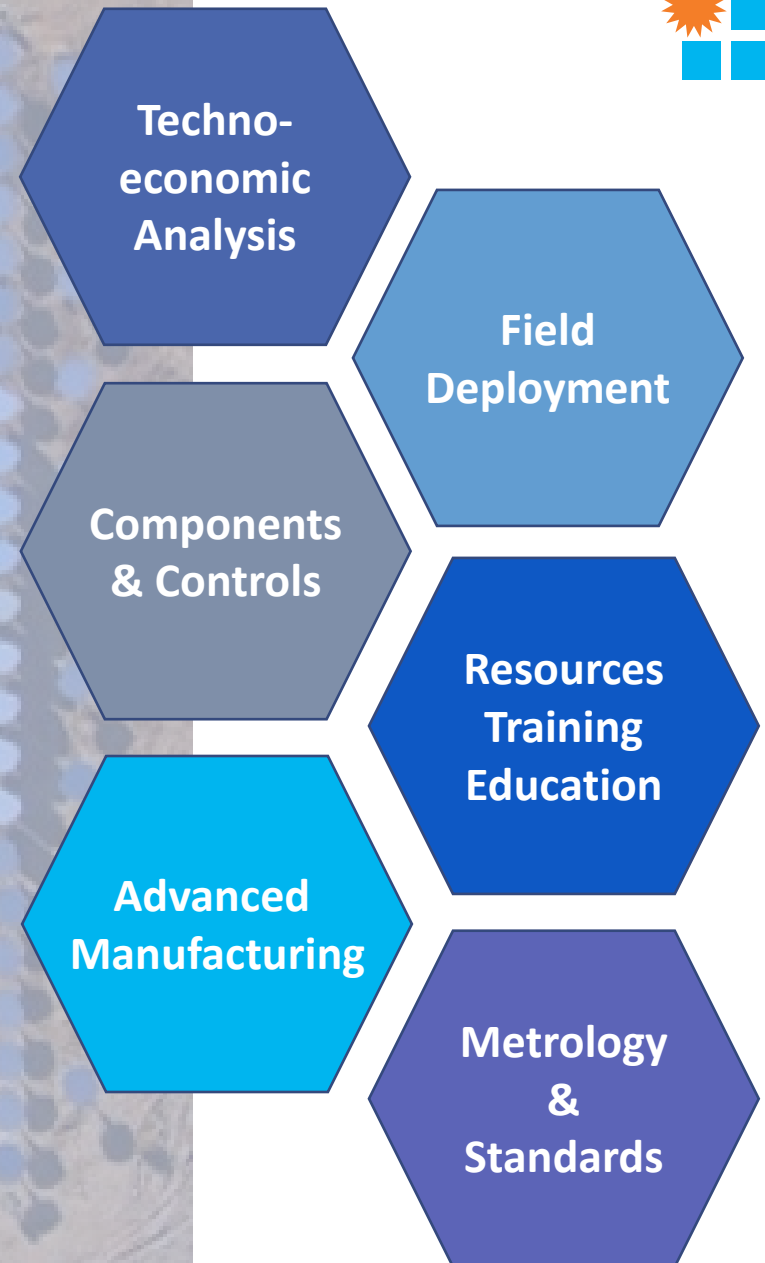 Techno-
economic
Analysis
Field
Deployment
Components
& Controls
Resources
Training
Education
Advanced
Manufacturing
Metrology
&
Standards